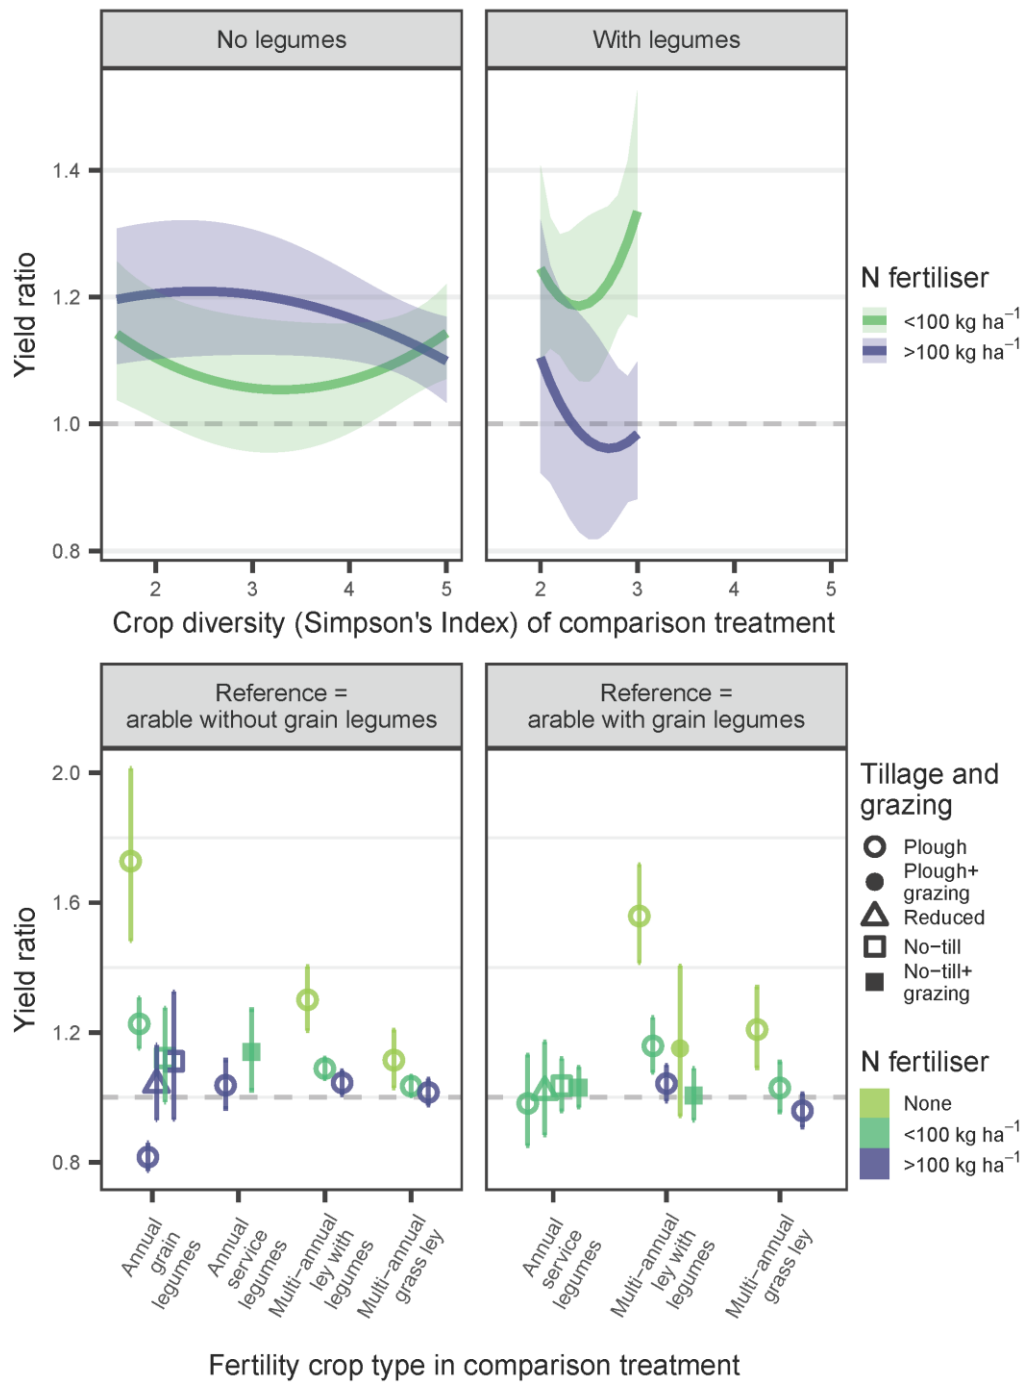 No legumes
With legumes
Yield ratio
1.4
1.2
1.0
0.8
2
3
4
5
2
3
4
5
Crop diversity (Simpson's Index) of comparison treatment
N fertiliser
<100 kg ha⁻¹
>100 kg ha⁻¹
Reference =
arable without grain legumes
Reference =
arable with grain legumes
Yield ratio
2.0
1.6
1.2
0.8
Annual
grain
legumes
Annual
service
legumes
Multi−annual
ley with
legumes
Multi−annual
grass ley
Annual
service
legumes
Multi−annual
ley with
legumes
Multi−annual
grass ley
Fertility crop type in comparison treatment
Tillage and
grazing
Plough
Plough+
grazing
Reduced
No−till
No−till+
grazing
N fertiliser
None
<100 kg ha⁻¹
>100 kg ha⁻¹